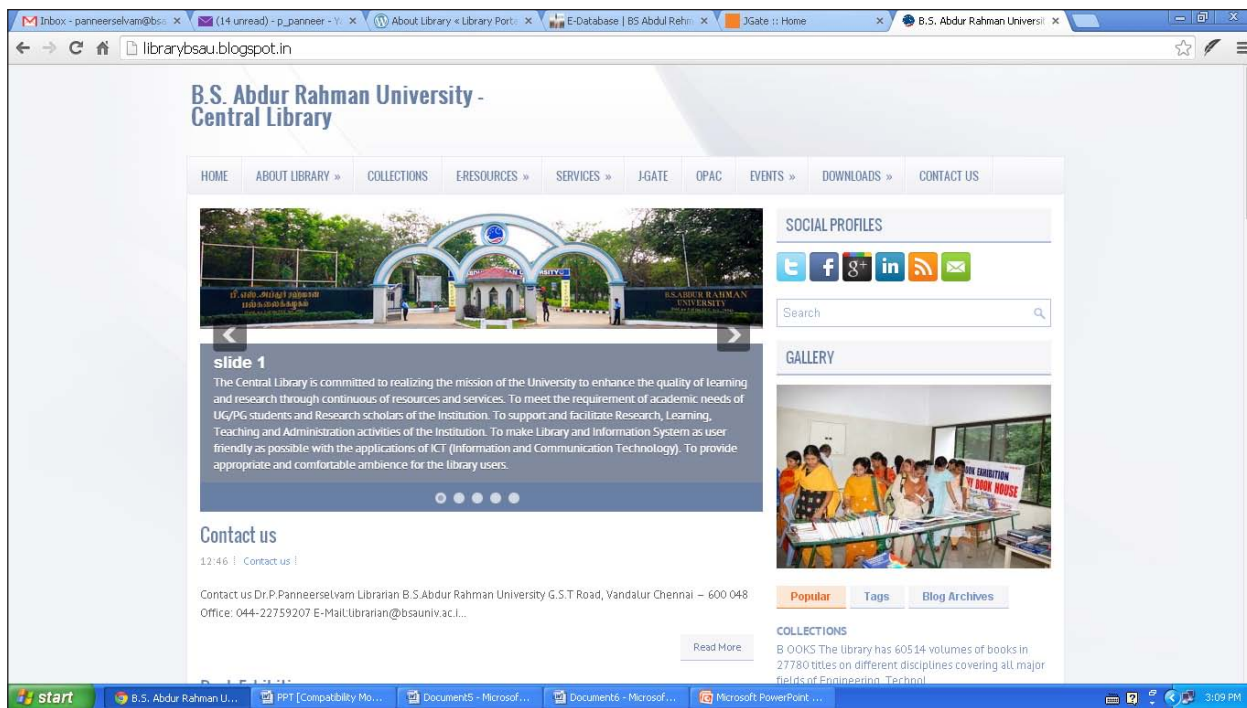 Inbox - panneerselvam@bsa
(14 unread) - p_panneer - Y
About Library « Library Porta
E-Database | BS Abdul Rehm
JGate :: Home
B.S. Abdur Rahman Universit
librarybsau.blogspot.in
B.S. Abdur Rahman University -
Central Library
HOME ABOUT LIBRARY » COLLECTIONS E-RESOURCES » SERVICES » J-GATE OPAC EVENTS » DOWNLOADS » CONTACT US
B.S.ABDUR RAHMAN
UNIVERSITY
slide 1
The Central Library is committed to realizing the mission of the University to enhance the quality of learning
and research through continuous of resources and services. To meet the requirement of academic needs of
UG/PG students and Research scholars of the Institution. To support and facilitate Research, Learning,
Teaching and Administration activities of the Institution. To make Library and Information System as user
friendly as possible with the applications of ICT (Information and Communication Technology). To provide
appropriate and comfortable ambience for the library users.
Contact us
12:46 | Contact us |
Contact us Dr.P.Panneerselvam Librarian B.S.Abdur Rahman University G.S.T Road, Vandalur Chennai – 600 048
Office: 044-22759207 E-Mail:librarian@bsauniv.ac.i...
Read More
SOCIAL PROFILES
Search
GALLERY
BOOK EXHIBITION
BOOK HOUSE
Popular Tags Blog Archives
COLLECTIONS
B OOKS The library has 60514 volumes of books in
27780 titles on different disciplines covering all major
fields of Engineering, Technol
start
B.S. Abdur Rahman U...
PPT [Compatibility Mo...
Document5 - Microsof...
Document6 - Microsof...
Microsoft PowerPoint ...
3:09 PM